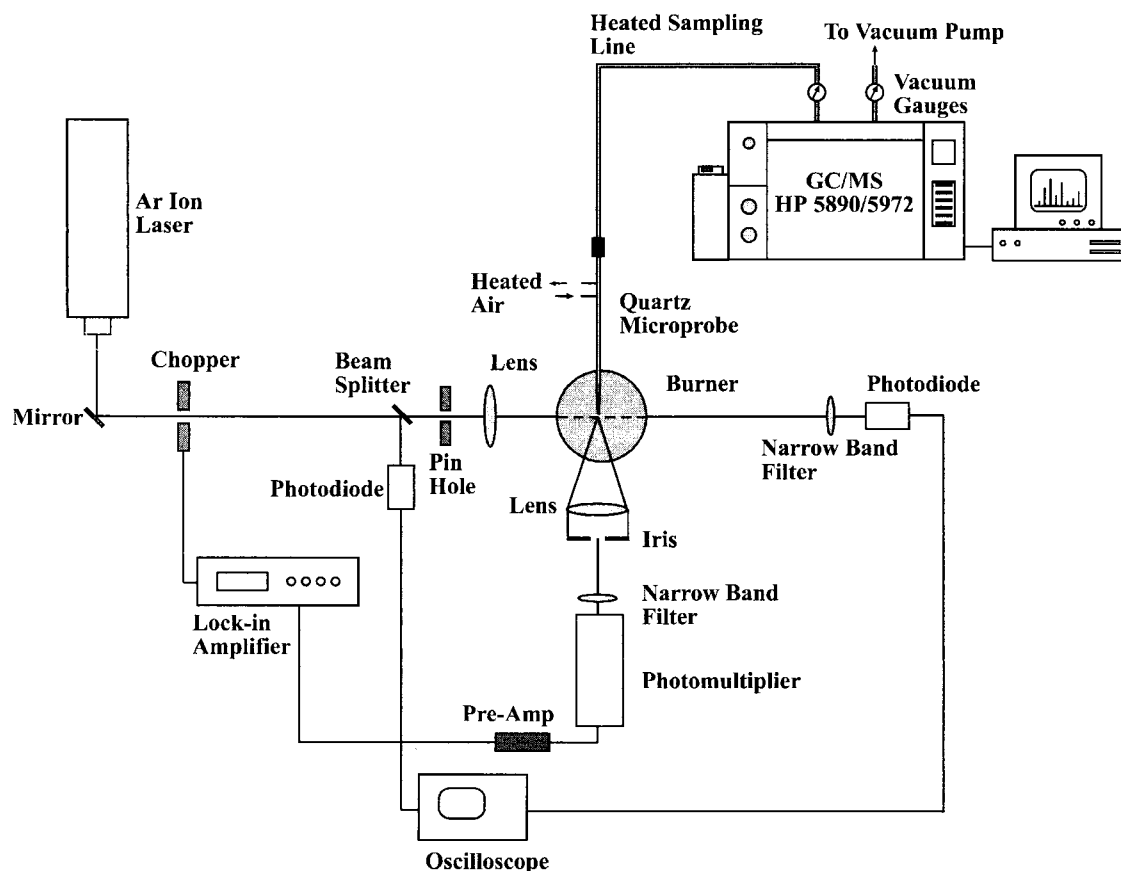 Heated Sampling
Line
To Vacuum Pump
Vacuum
Gauges
Ar Ion
Laser
GC/MS
HP 5890/5972
Heated
Air
Quartz
Microprobe
Chopper
Beam
Splitter
Lens
Burner
Photodiode
Mirror
Pin
Hole
Narrow Band
Filter
Photodiode
Lens
Iris
Narrow Band
Filter
Lock-in
Amplifier
Photomultiplier
Pre-Amp
Oscilloscope